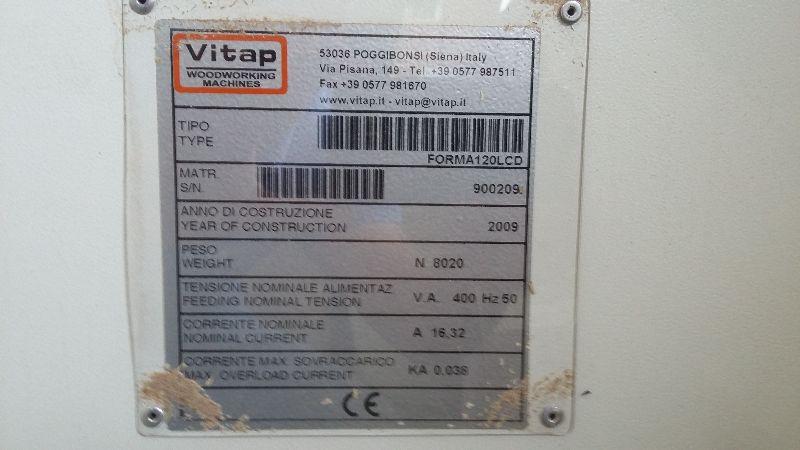 Vitap
WOODWORKING
MACHINES
53036 POGGIBONSI (Siena) Italy
Via Pisana, 149 - Tel. +39 0577 987511
Fax +39 0577 981670
www.vitap.it - vitap@vitap.it
TIPO
TYPE
FORMA120LCD
MATR.
S/N.
900209
ANNO DI COSTRUZIONE
YEAR OF CONSTRUCTION
2009
PESO
WEIGHT
N 8020
TENSIONE NOMINALE ALIMENTAZ
FEEDING NOMINAL TENSION
V.A. 400 Hz 50
CORRENTE NOMINALE
NOMINAL CURRENT
A 16,32
CORRENTE MAX. SOVRACCARICO
MAX. OVERLOAD CURRENT
KA 0,036
CE